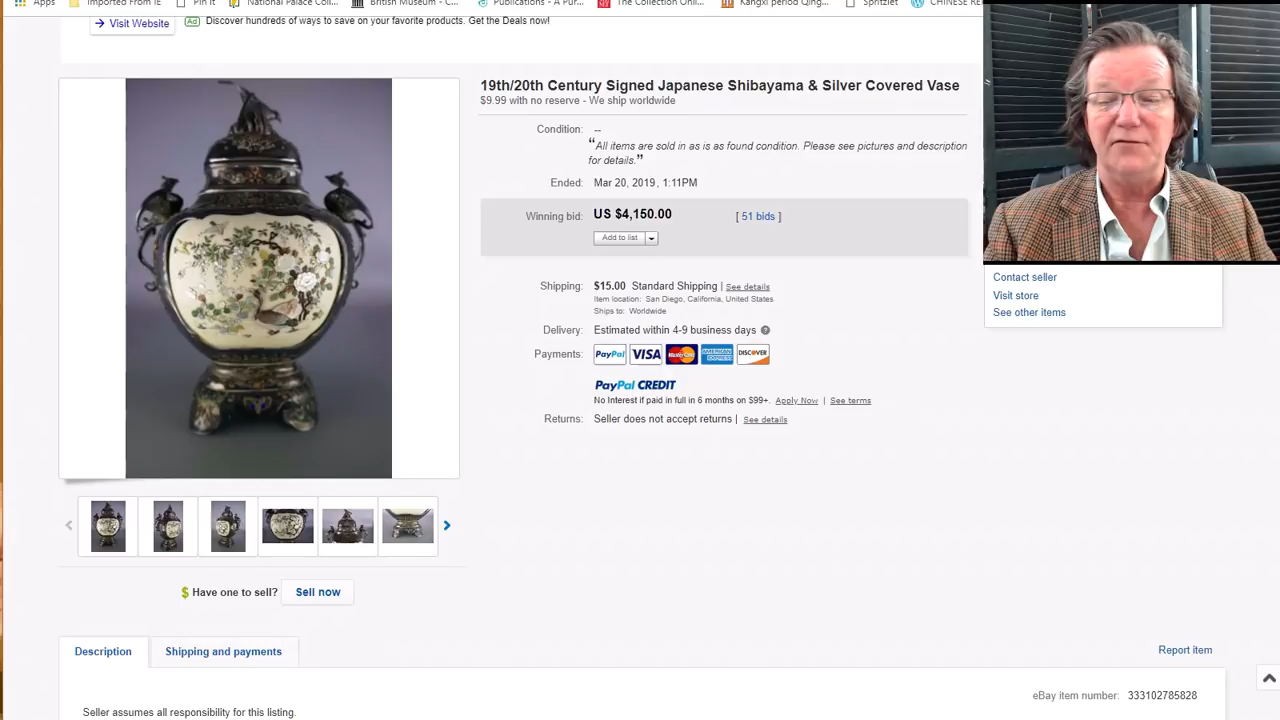 Apps
Imported From IE
National Palace Coll...
Pin It
British Museum - C...
Publications - A Pur...
The Collection Onl...
Kangxi period Qing...
Spritzlet
CHINESE RE
Visit Website
Ad Discover hundreds of ways to save on your favorite products. Get the Deals now!
19th/20th Century Signed Japanese Shibayama & Silver Covered Vase
$9.99 with no reserve - We ship worldwide
Condition: --
“All items are sold in as is as found condition. Please see pictures and description
for details.”
Ended: Mar 20, 2019 , 1:11PM
Winning bid: US $4,150.00 [ 51 bids ]
Add to list
Shipping: $15.00 Standard Shipping | See details
Item location: San Diego, California, United States
Ships to: Worldwide
Delivery: Estimated within 4-9 business days
Payments: PayPal VISA MasterCard AMERICAN EXPRESS DISCOVER
PayPal CREDIT
No Interest if paid in full in 6 months on $99+. Apply Now | See terms
Returns: Seller does not accept returns | See details
Contact seller
Visit store
See other items
$ Have one to sell? Sell now
Description
Shipping and payments
Report item
eBay item number: 333102785828
Seller assumes all responsibility for this listing.